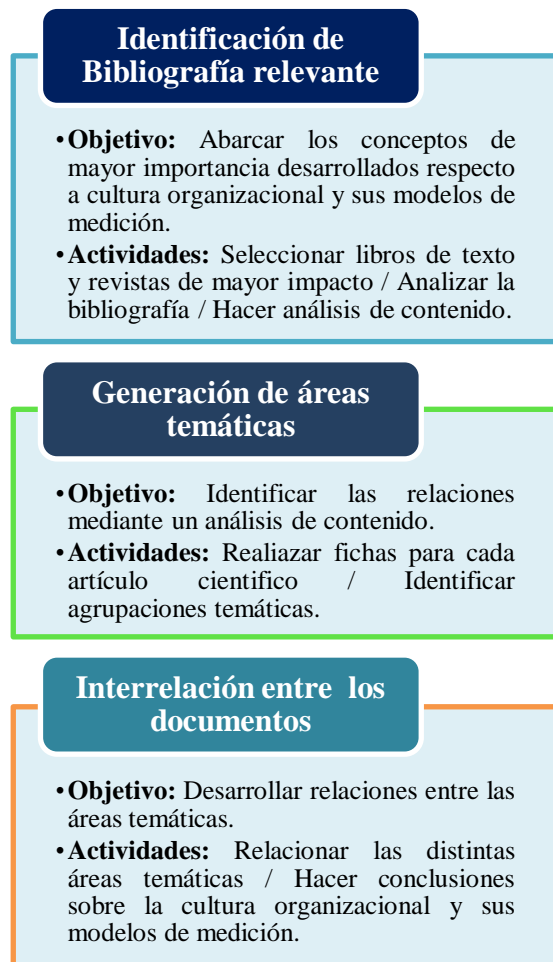 Identificación de
Bibliografía relevante
•Objetivo: Abarcar los conceptos de
mayor importancia desarrollados respecto
a cultura organizacional y sus modelos de
medición.
•Actividades: Seleccionar libros de texto
y revistas de mayor impacto / Analizar la
bibliografía / Hacer análisis de contenido.
Generación de áreas
temáticas
•Objetivo: Identificar las relaciones
mediante un análisis de contenido.
•Actividades: Realiazar fichas para cada
artículo cientifico / Identificar
agrupaciones temáticas.
Interrelación entre los
documentos
•Objetivo: Desarrollar relaciones entre las
áreas temáticas.
•Actividades: Relacionar las distintas
áreas temáticas / Hacer conclusiones
sobre la cultura organizacional y sus
modelos de medición.